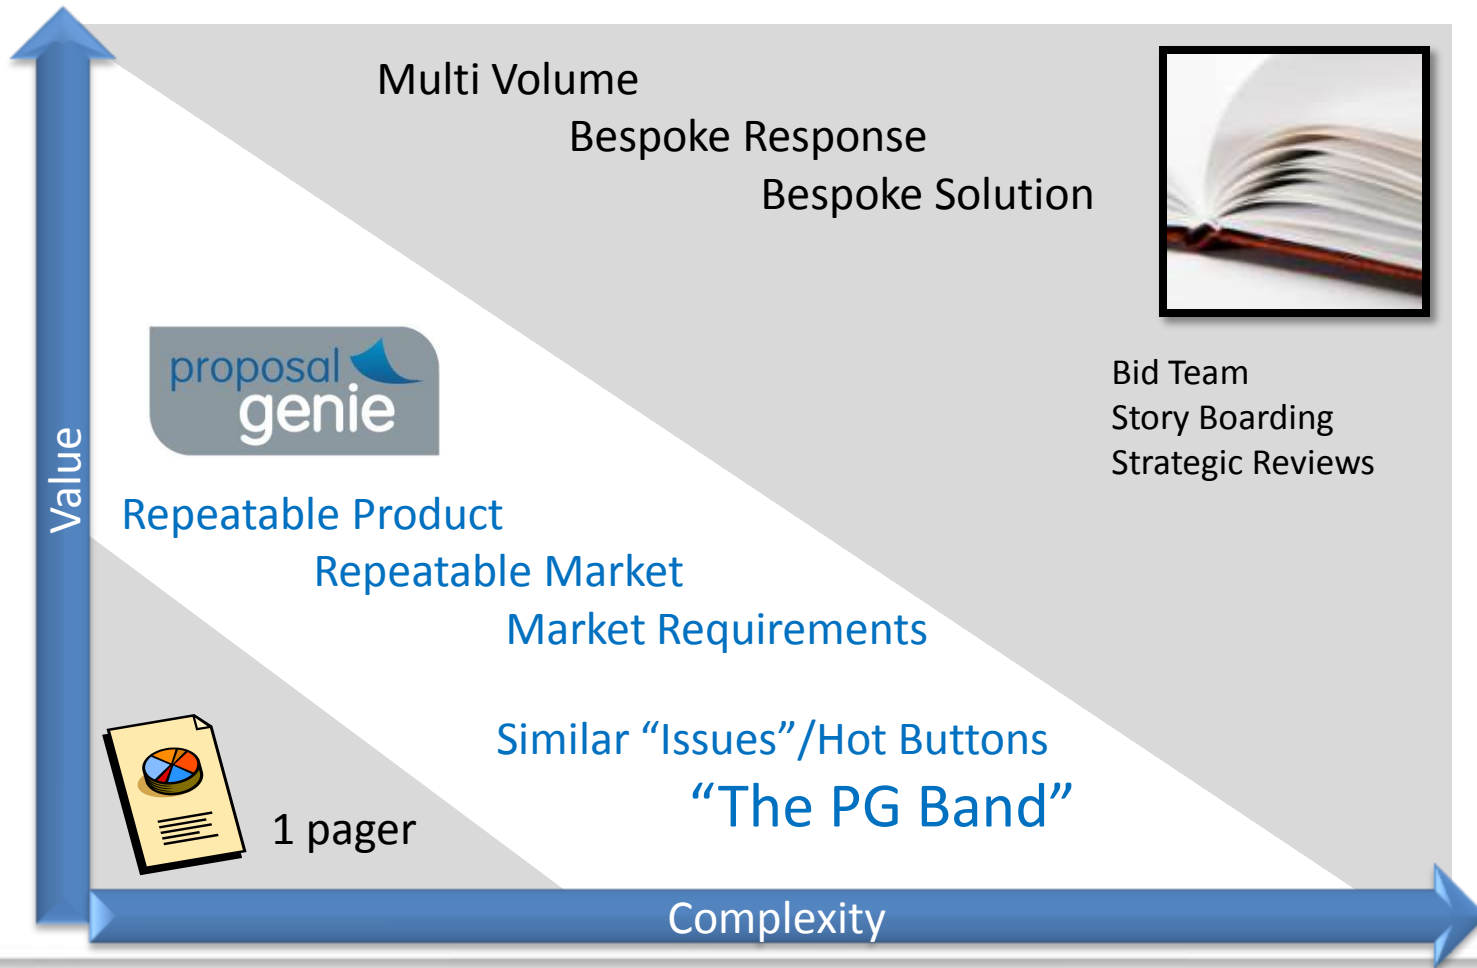 Multi Volume
Bespoke Response
Bespoke Solution
proposal
genie
Bid Team
Story Boarding
Strategic Reviews
Value
Repeatable Product
Repeatable Market
Market Requirements
Similar “Issues”/Hot Buttons
“The PG Band”
1 pager
Complexity